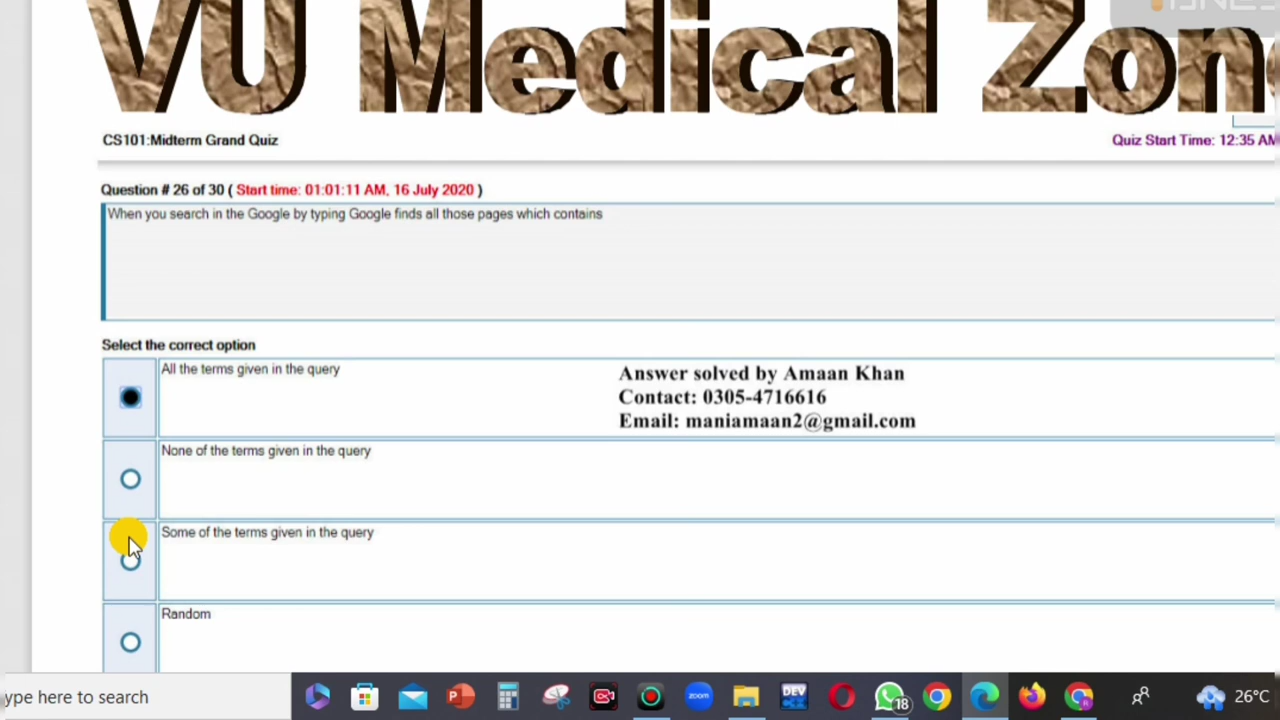 VU Medical Zon
CS101:Midterm Grand Quiz
Quiz Start Time: 12:35 AM
Question # 26 of 30 ( Start time: 01:01:11 AM, 16 July 2020 )
When you search in the Google by typing Google finds all those pages which contains
Select the correct option
All the terms given in the query
Answer solved by Amaan Khan
Contact: 0305-4716616
Email: maniamaan2@gmail.com
None of the terms given in the query
Some of the terms given in the query
Random
ype here to search
DEV
zoom
18
26°C